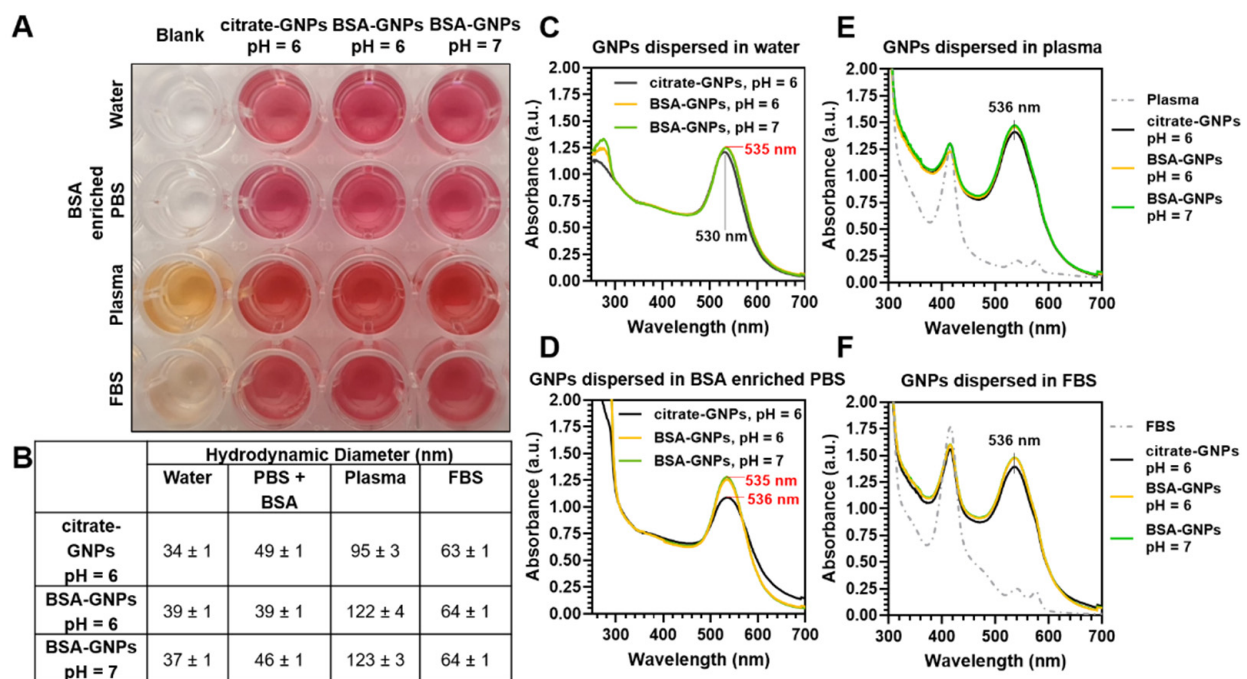 A
Blank
citrate-GNPs
pH = 6
BSA-GNPs
pH = 6
BSA-GNPs
pH = 7
Water
BSA
enriched
PBS
Plasma
FBS
B
Hydrodynamic Diameter (nm)
Water
PBS +
BSA
Plasma
FBS
citrate-
GNPs
pH = 6
34 ± 1
49 ± 1
95 ± 3
63 ± 1
BSA-GNPs
pH = 6
39 ± 1
39 ± 1
122 ± 4
64 ± 1
BSA-GNPs
pH = 7
37 ± 1
46 ± 1
123 ± 3
64 ± 1
C
GNPs dispersed in water
Absorbance (a.u.)
2.00
1.75
1.50
1.25
1.00
0.75
0.50
0.25
0.00
citrate-GNPs, pH = 6
BSA-GNPs, pH = 6
BSA-GNPs, pH = 7
535 nm
530 nm
300 400 500 600 700
Wavelength (nm)
D
GNPs dispersed in BSA enriched PBS
Absorbance (a.u.)
2.00
1.75
1.50
1.25
1.00
0.75
0.50
0.25
0.00
citrate-GNPs, pH = 6
BSA-GNPs, pH = 6
BSA-GNPs, pH = 7
535 nm
536 nm
300 400 500 600 700
Wavelength (nm)
E
GNPs dispersed in plasma
Absorbance (a.u.)
2.00
1.75
1.50
1.25
1.00
0.75
0.50
0.25
0.00
536 nm
300 400 500 600 700
Wavelength (nm)
Plasma
citrate-GNPs
pH = 6
BSA-GNPs
pH = 6
BSA-GNPs
pH = 7
F
GNPs dispersed in FBS
Absorbance (a.u.)
2.00
1.75
1.50
1.25
1.00
0.75
0.50
0.25
0.00
536 nm
300 400 500 600 700
Wavelength (nm)
FBS
citrate-GNPs
pH = 6
BSA-GNPs
pH = 6
BSA-GNPs
pH = 7